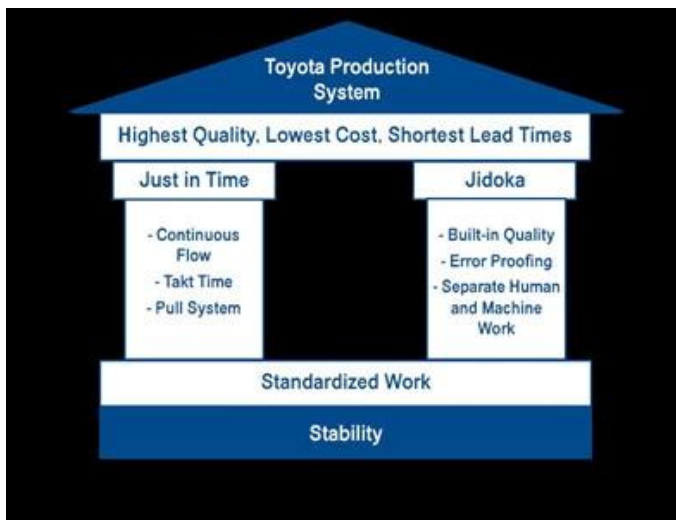 Toyota Production
System
Highest Quality, Lowest Cost, Shortest Lead Times
Just in Time
Jidoka
- Continuous
Flow
- Takt Time
- Pull System
- Built-in Quality
- Error Proofing
- Separate Human
and Machine
Work
Standardized Work
Stability